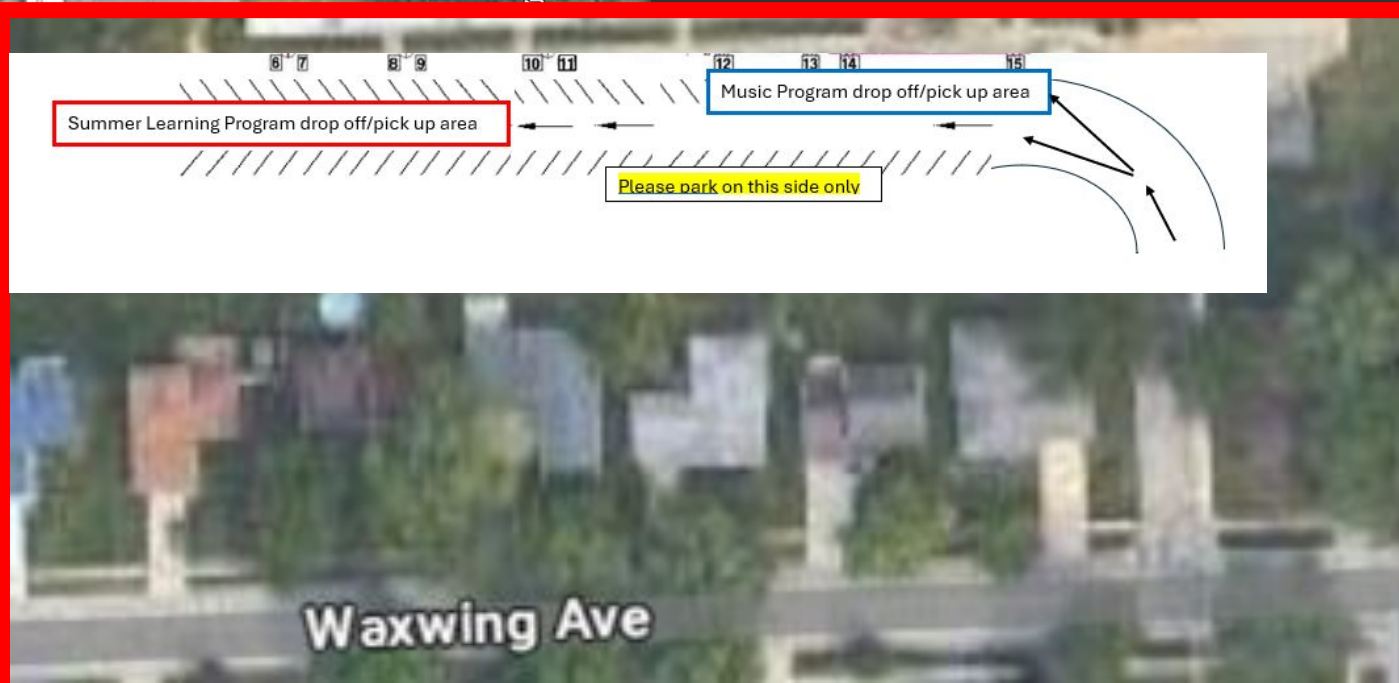 6 7 8 9 10 11 12 13 14 15
Music Program drop off/pick up area
Summer Learning Program drop off/pick up area
Please park on this side only
Waxwing Ave